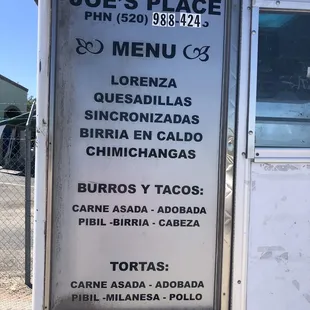 JOE'S PLACE
PHN (520) 988-424
MENU
LORENZA
QUESADILLAS
SINCRONIZADAS
BIRRIA EN CALDO
CHIMICHANGAS
BURROS Y TACOS:
CARNE ASADA - ADOBADA
PIBIL -BIRRIA - CABEZA
TORTAS:
CARNE ASADA - ADOBADA
PIBIL -MILANESA - POLLO